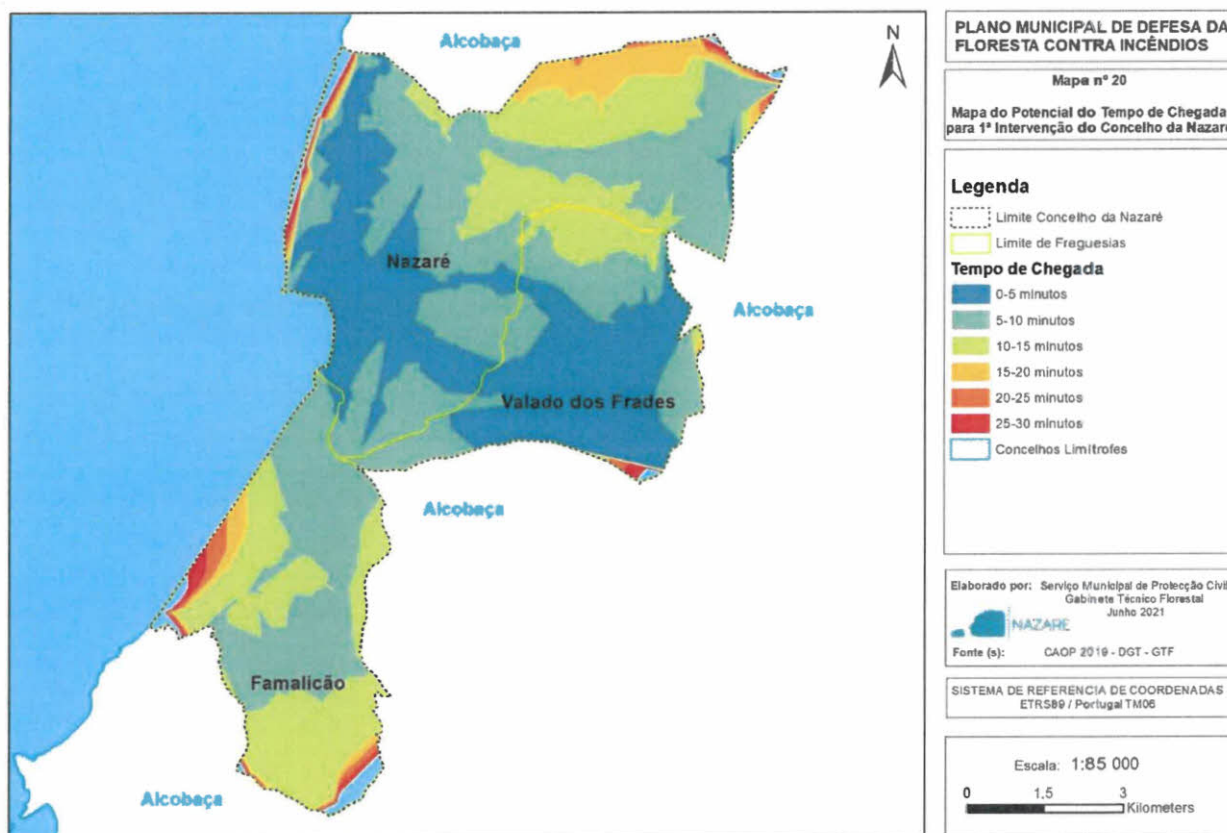 Alcobaça
N
Nazaré
Alcobaça
Valado dos Frades
Alcobaça
Famalicão
Alcobaça
PLANO MUNICIPAL DE DEFESA DA
FLORESTA CONTRA INCÊNDIOS
Mapa nº 20
Mapa do Potencial do Tempo de Chegada
para 1ª Intervenção do Concelho da Nazaré
Legenda
Limite Concelho da Nazaré
Limite de Freguesias
Tempo de Chegada
0-5 minutos
5-10 minutos
10-15 minutos
15-20 minutos
20-25 minutos
25-30 minutos
Concelhos Limítrofes
Elaborado por: Serviço Municipal de Protecção Civil
Gabinete Técnico Florestal
Junho 2021
NAZARÉ
Fonte (s): CAOP 2019 - DGT - GTF
SISTEMA DE REFERENCIA DE COORDENADAS
ETRS89 / Portugal TM06
Escala: 1:85 000
0 1,5 3
Kilometers